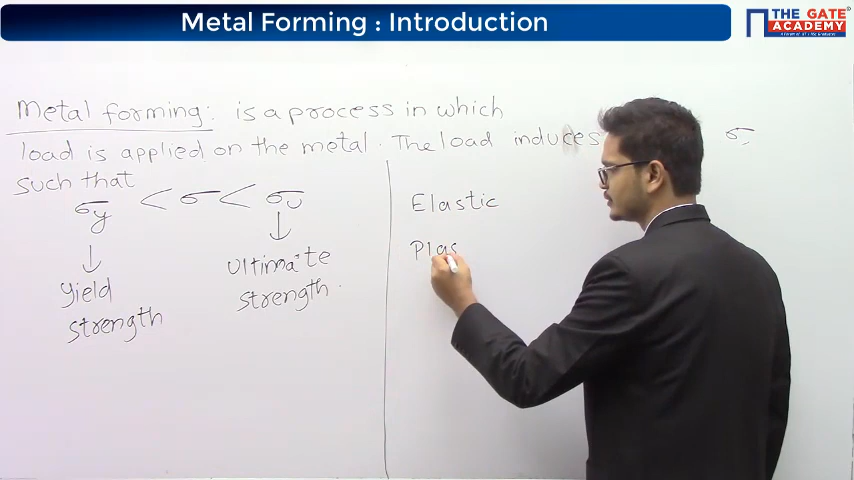 Metal Forming : Introduction
THE GATE ACADEMY
Metal forming: is a process in which
load is applied on the metal. The load induces σ
such that
σy < σ < σu
Yield strength
Ultimate strength.
Elastic
Plas